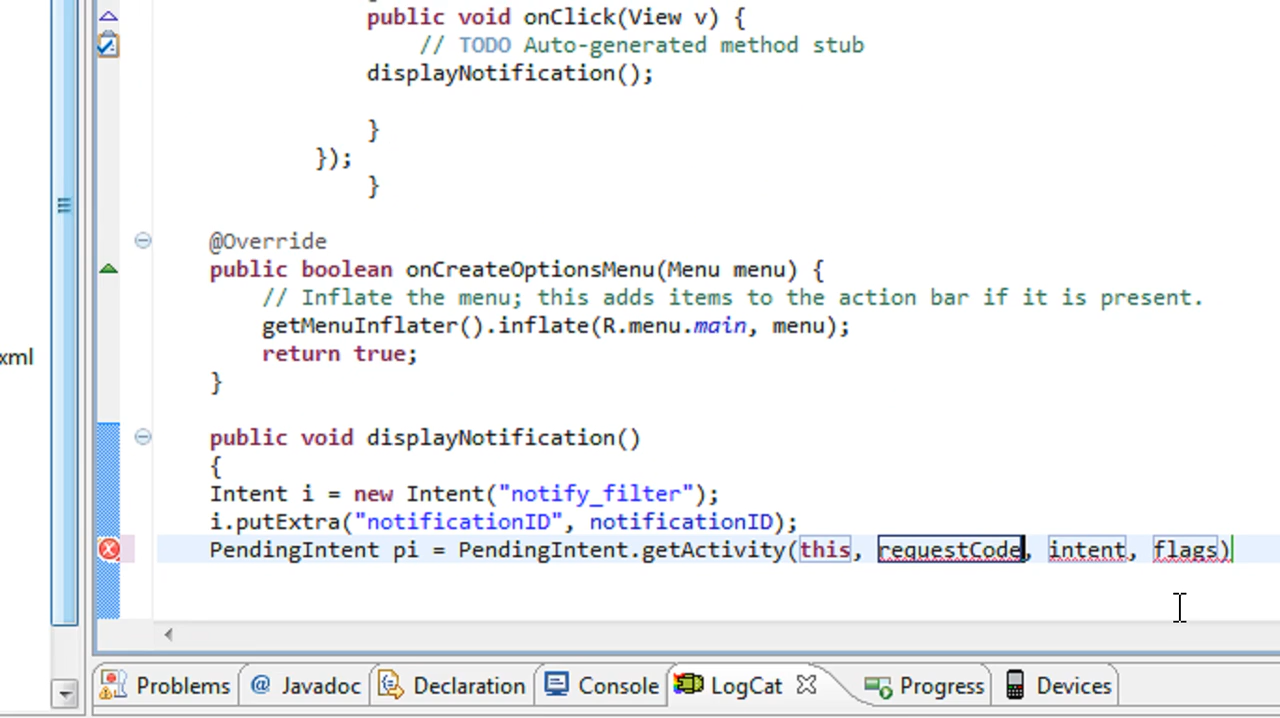 public void onClick(View v) {
// TODO Auto-generated method stub
displayNotification();
}
});
}
@Override
public boolean onCreateOptionsMenu(Menu menu) {
// Inflate the menu; this adds items to the action bar if it is present.
getMenuInflater().inflate(R.menu.main, menu);
return true;
xml
}
public void displayNotification()
{
Intent i = new Intent("notify_filter");
i.putExtra("notificationID", notificationID);
PendingIntent pi = PendingIntent.getActivity(this, requestCode, intent, flags)
Problems @ Javadoc Declaration Console LogCat Progress Devices